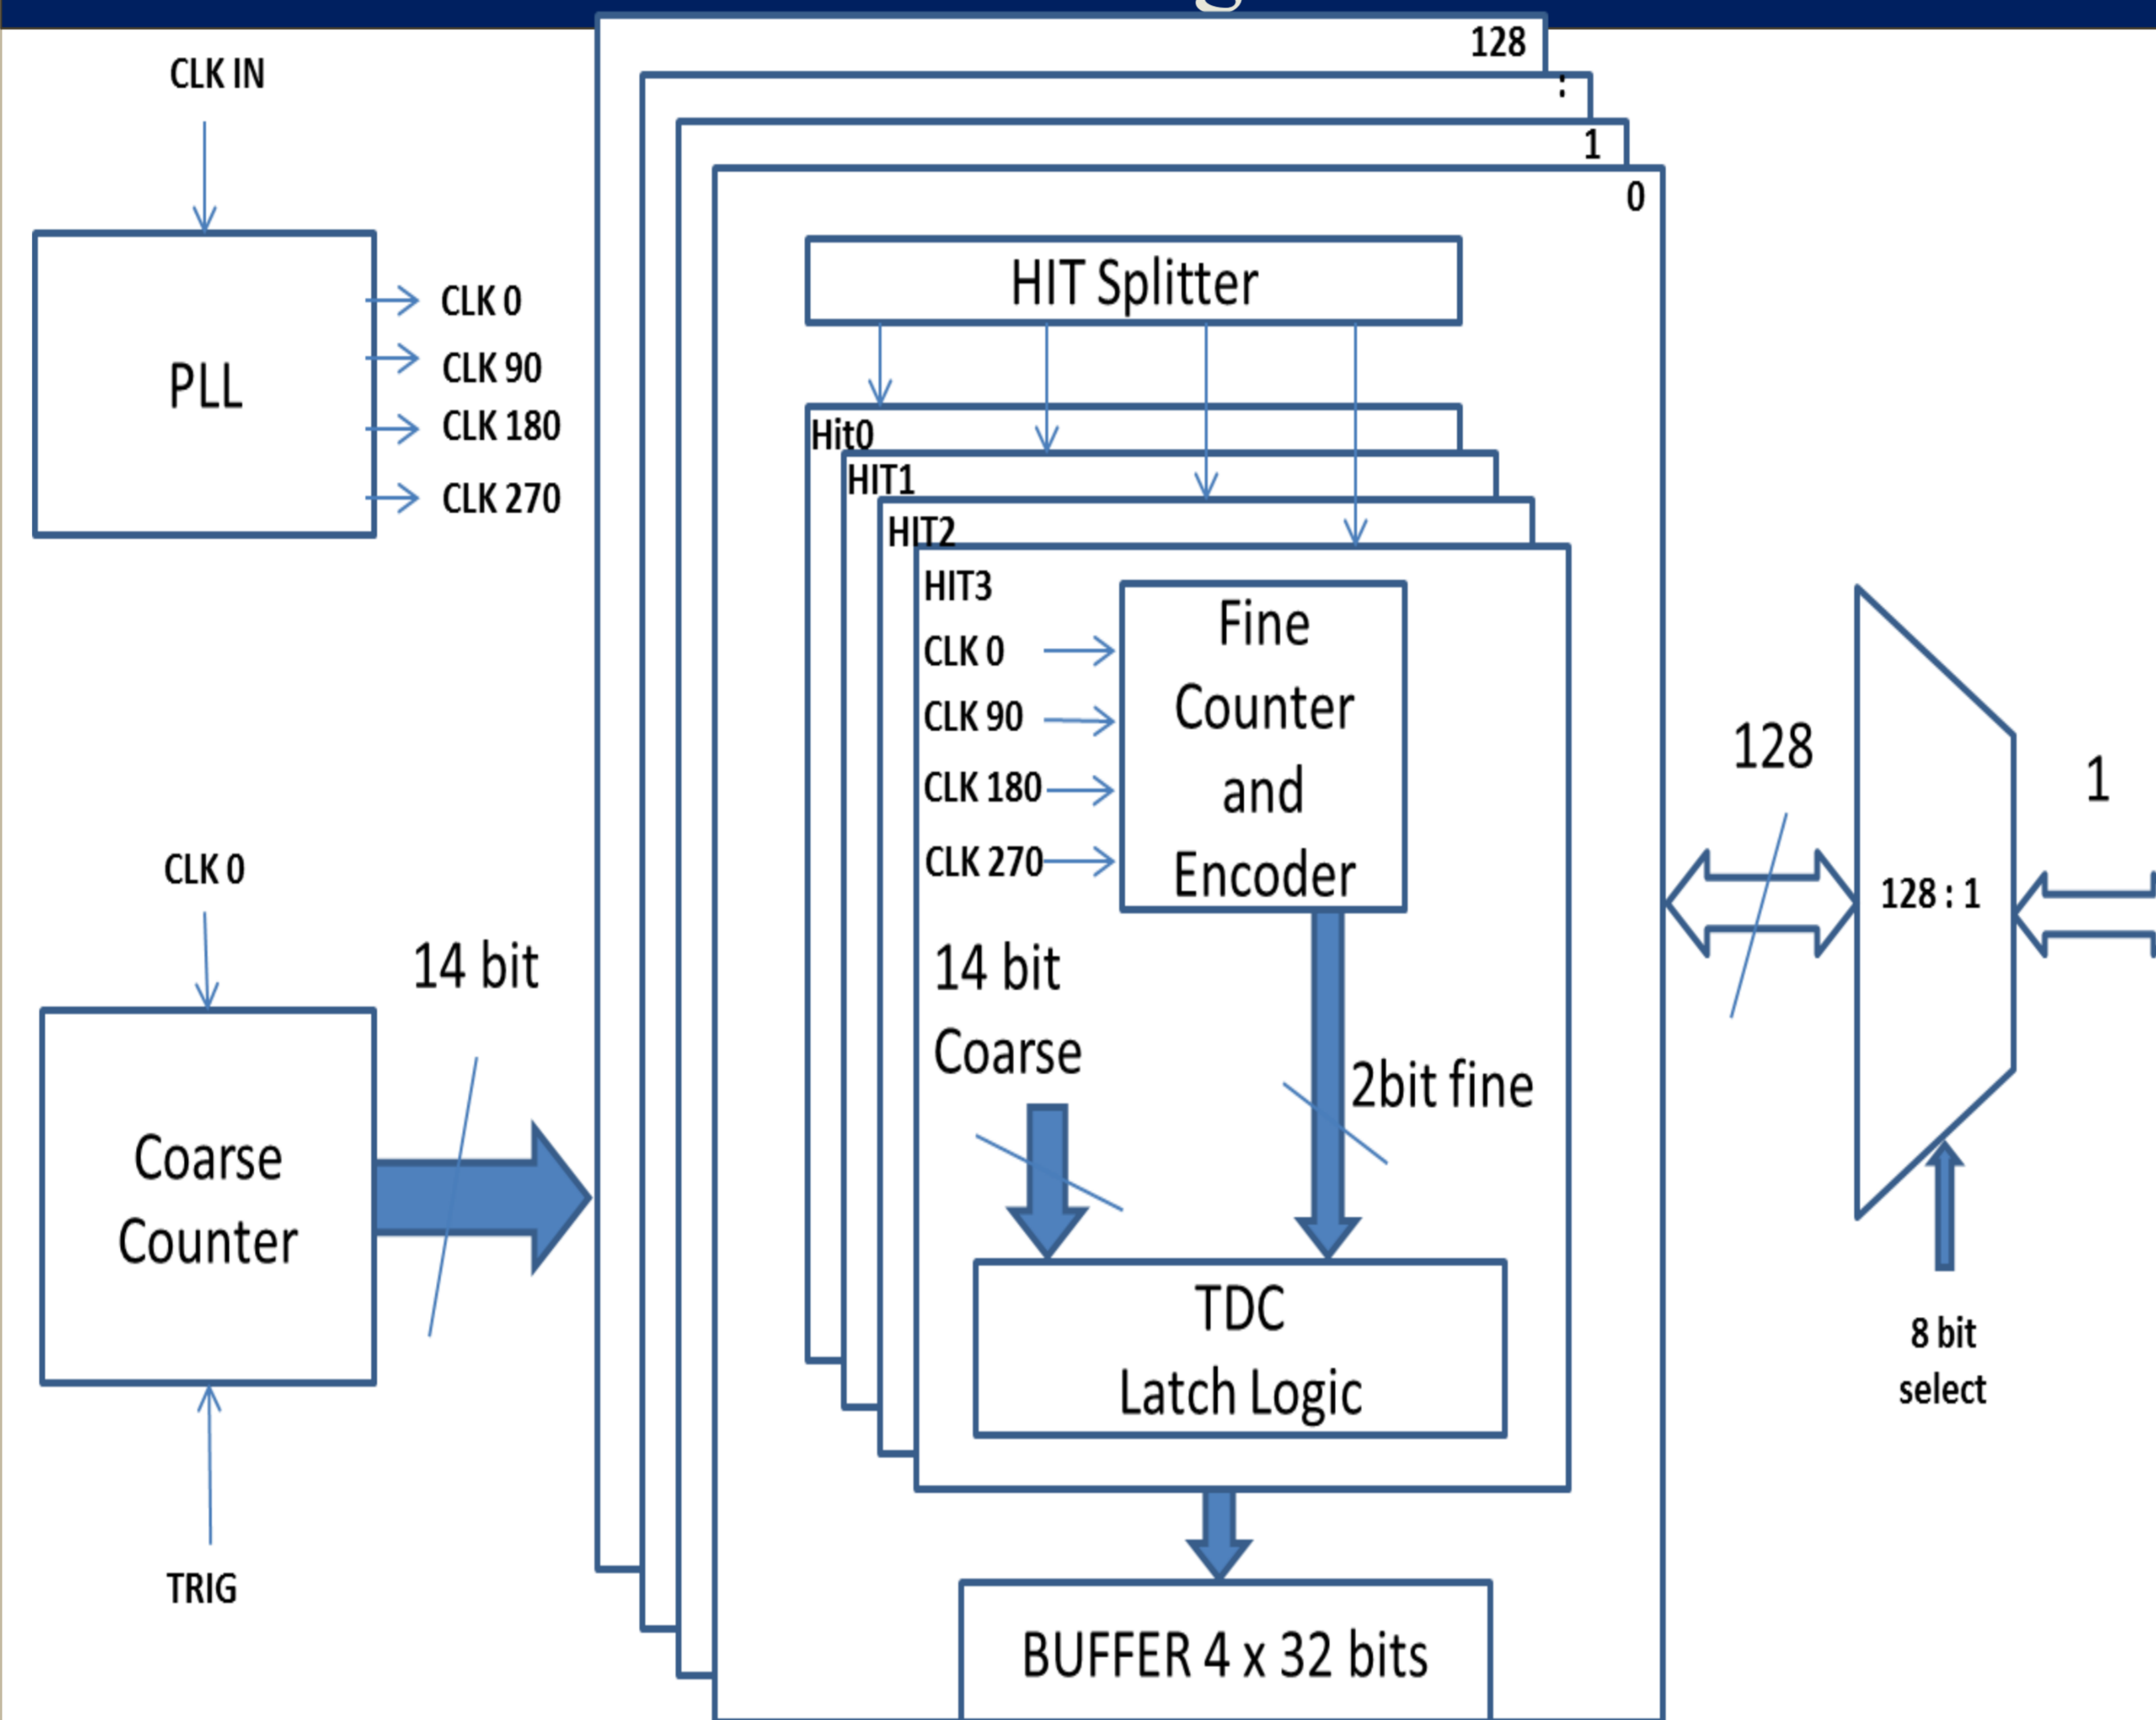 CLK IN
PLL
CLK 0
CLK 90
CLK 180
CLK 270
CLK 0
14 bit
Coarse
Counter
TRIG
128
:
1
0
HIT Splitter
Hit0
HIT1
HIT2
HIT3
CLK 0
CLK 90
CLK 180
CLK 270
Fine
Counter
and
Encoder
14 bit
Coarse
2bit fine
TDC
Latch Logic
BUFFER 4 x 32 bits
128
128 : 1
1
8 bit
select